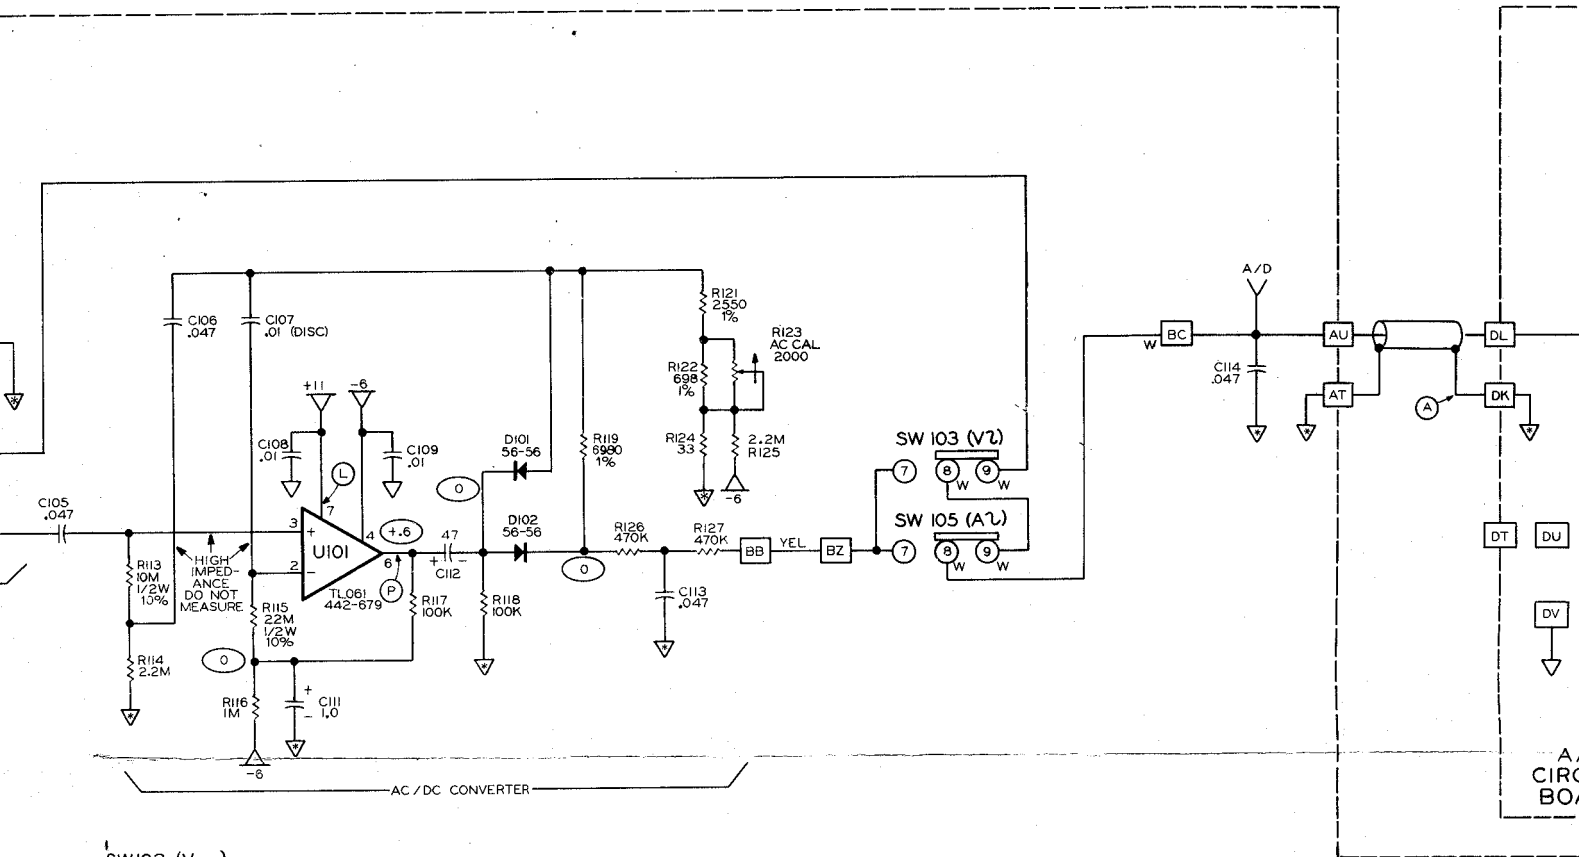 A/D
C106
.047
C107
.01 (DISC)
R121
2550
1%
R123
AC CAL
2000
R122
698
1%
AU
DL
BC
W
C114
.047
AT
DK
A
*
*
*
*
+11
-6
C108
.01
C109
.01
L
D101
56-56
R119
6980
1%
R124
33
2.2M
R125
*
-6
SW 103 (V~)
7
8
9
W
W
SW 105 (A~)
7
8
9
W
W
C105
.047
HIGH
IMPED-
ANCE
DO NOT
MEASURE
3
+
7
4
U101
2
−
6
TL061
442-679
+.6
P
0
47
+
−
C112
D102
56-56
0
R126
470K
R127
470K
BB
YEL
BZ
DT
DU
R113
10M
1/2W
10%
R115
22M
1/2W
10%
R117
100K
R118
100K
C113
.047
DV
R114
2.2M
0
R116
1M
+
−
C111
1.0
*
*
*
*
-6
AC/DC CONVERTER